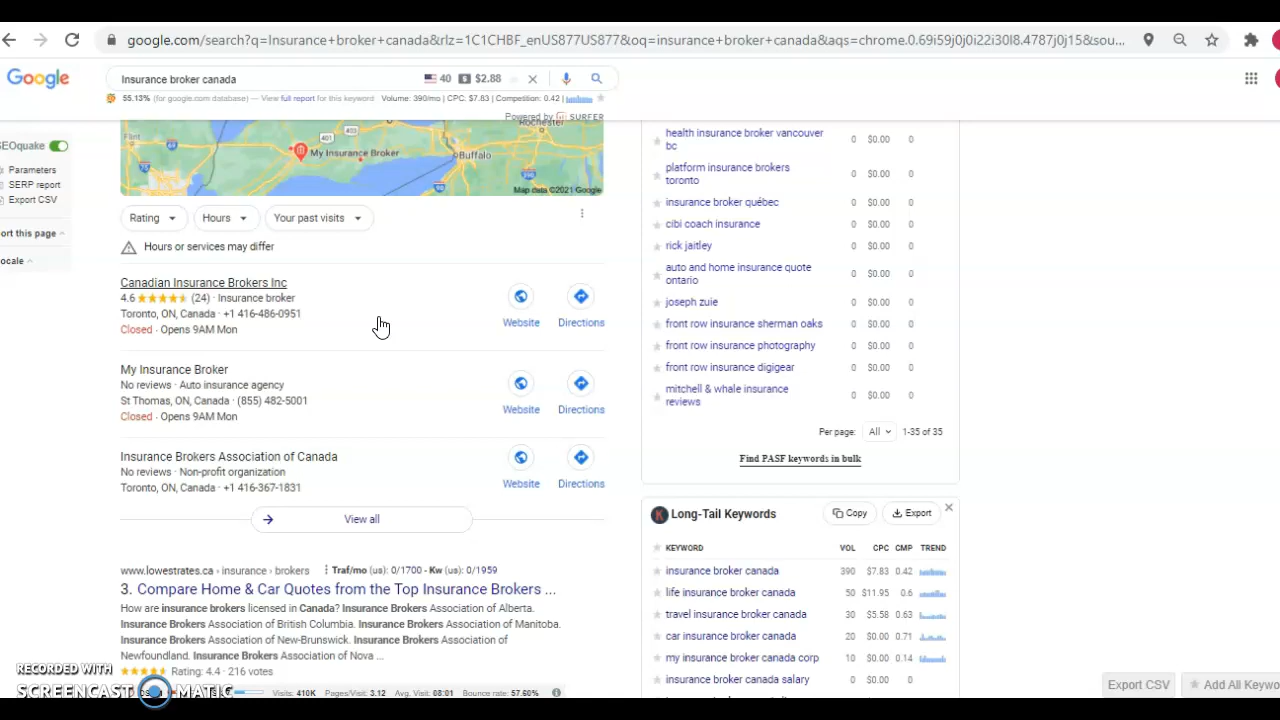 google.com/search?q=Insurance+broker+canada&rlz=1C1CHBF_enUS877US877&oq=insurance+broker+canada&aqs=chrome.0.69i59j0j0i22i30l8.4787j0j15&sou...
Google
Insurance broker canada
40 $2.88
55.13% (for google.com database) — View full report for this keyword Volume: 390/mo | CPC: $7.83 | Competition: 0.42 |
Powered by SURFER
SEOquake
Parameters
SERP report
Export CSV
ort this page
ocale
Flint
401
403
Rochester
My Insurance Broker
Buffalo
75
90
68
86
390
Map data ©2021 Google
Rating
Hours
Your past visits
Hours or services may differ
Canadian Insurance Brokers Inc
4.6 (24) · Insurance broker
Toronto, ON, Canada · +1 416-486-0951
Closed · Opens 9AM Mon
Website
Directions
My Insurance Broker
No reviews · Auto insurance agency
St Thomas, ON, Canada · (855) 482-5001
Closed · Opens 9AM Mon
Website
Directions
Insurance Brokers Association of Canada
No reviews · Non-profit organization
Toronto, ON, Canada · +1 416-367-1831
Website
Directions
View all
www.lowestrates.ca › insurance › brokers Traf/mo (us): 0/1700 - Kw (us): 0/1959
3. Compare Home & Car Quotes from the Top Insurance Brokers ...
How are insurance brokers licensed in Canada? Insurance Brokers Association of Alberta.
Insurance Brokers Association of British Columbia. Insurance Brokers Association of Manitoba.
Insurance Brokers Association of New-Brunswick. Insurance Brokers Association of
Newfoundland. Insurance Brokers Association of Nova ...
Rating: 4.4 · 216 votes
Visits: 410K Pages/Visit: 3.12 Avg. Visit: 08:01 Bounce rate: 57.60%
RECORDED WITH
SCREENCAST MATIC
health insurance broker vancouver bc 0 $0.00 0
platform insurance brokers toronto 0 $0.00 0
insurance broker québec 0 $0.00 0
cibi coach insurance 0 $0.00 0
rick jaitley 0 $0.00 0
auto and home insurance quote ontario 0 $0.00 0
joseph zuie 0 $0.00 0
front row insurance sherman oaks 0 $0.00 0
front row insurance photography 0 $0.00 0
front row insurance digigear 0 $0.00 0
mitchell & whale insurance reviews 0 $0.00 0
Per page: All 1-35 of 35
Find PASF keywords in bulk
Long-Tail Keywords
Copy
Export
KEYWORD VOL CPC CMP TREND
insurance broker canada 390 $7.83 0.42
life insurance broker canada 50 $11.95 0.6
travel insurance broker canada 30 $5.58 0.63
car insurance broker canada 20 $0.00 0.71
my insurance broker canada corp 10 $0.00 0.14
insurance broker canada salary 0 $0.00 0
Export CSV
Add All Keywo